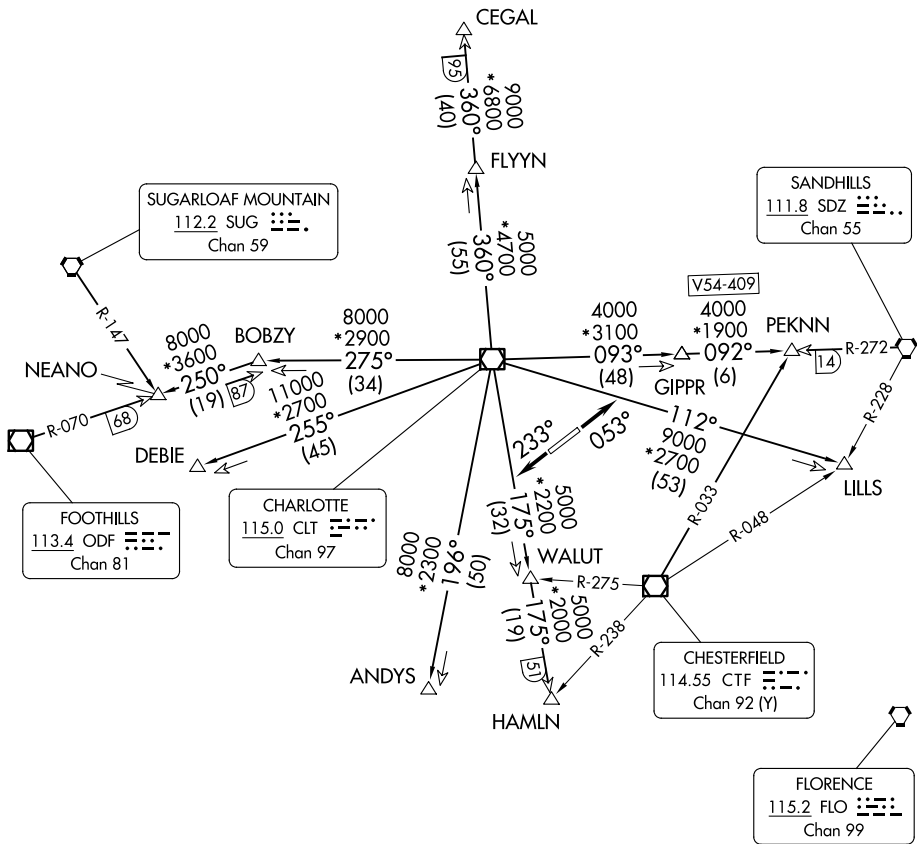 CEGAL
95
9000
*6800
360°
(40)
FLYYN
SUGARLOAF MOUNTAIN
112.2 SUG
Chan 59
SANDHILLS
111.8 SDZ
Chan 55
5000
*4700
360°
(55)
R-147
NEANO
8000
*3600
250°
(19)
87
BOBZY
8000
*2900
275°
(34)
4000
*3100
093°
(48)
GIPPR
V54-409
4000
*1900
092°
(6)
PEKNN
14
R-272
R-228
R-070
68
DEBIE
11000
*2700
255°
(45)
233°
053°
112°
9000
*2700
(53)
LILLS
R-033
R-048
FOOTHILLS
113.4 ODF
Chan 81
CHARLOTTE
115.0 CLT
Chan 97
8000
*2300
196°
(50)
5000
*2200
175°
(32)
WALUT
R-275
5000
*2000
175°
(19)
51
R-238
ANDYS
HAMLN
CHESTERFIELD
114.55 CTF
Chan 92 (Y)
FLORENCE
115.2 FLO
Chan 99